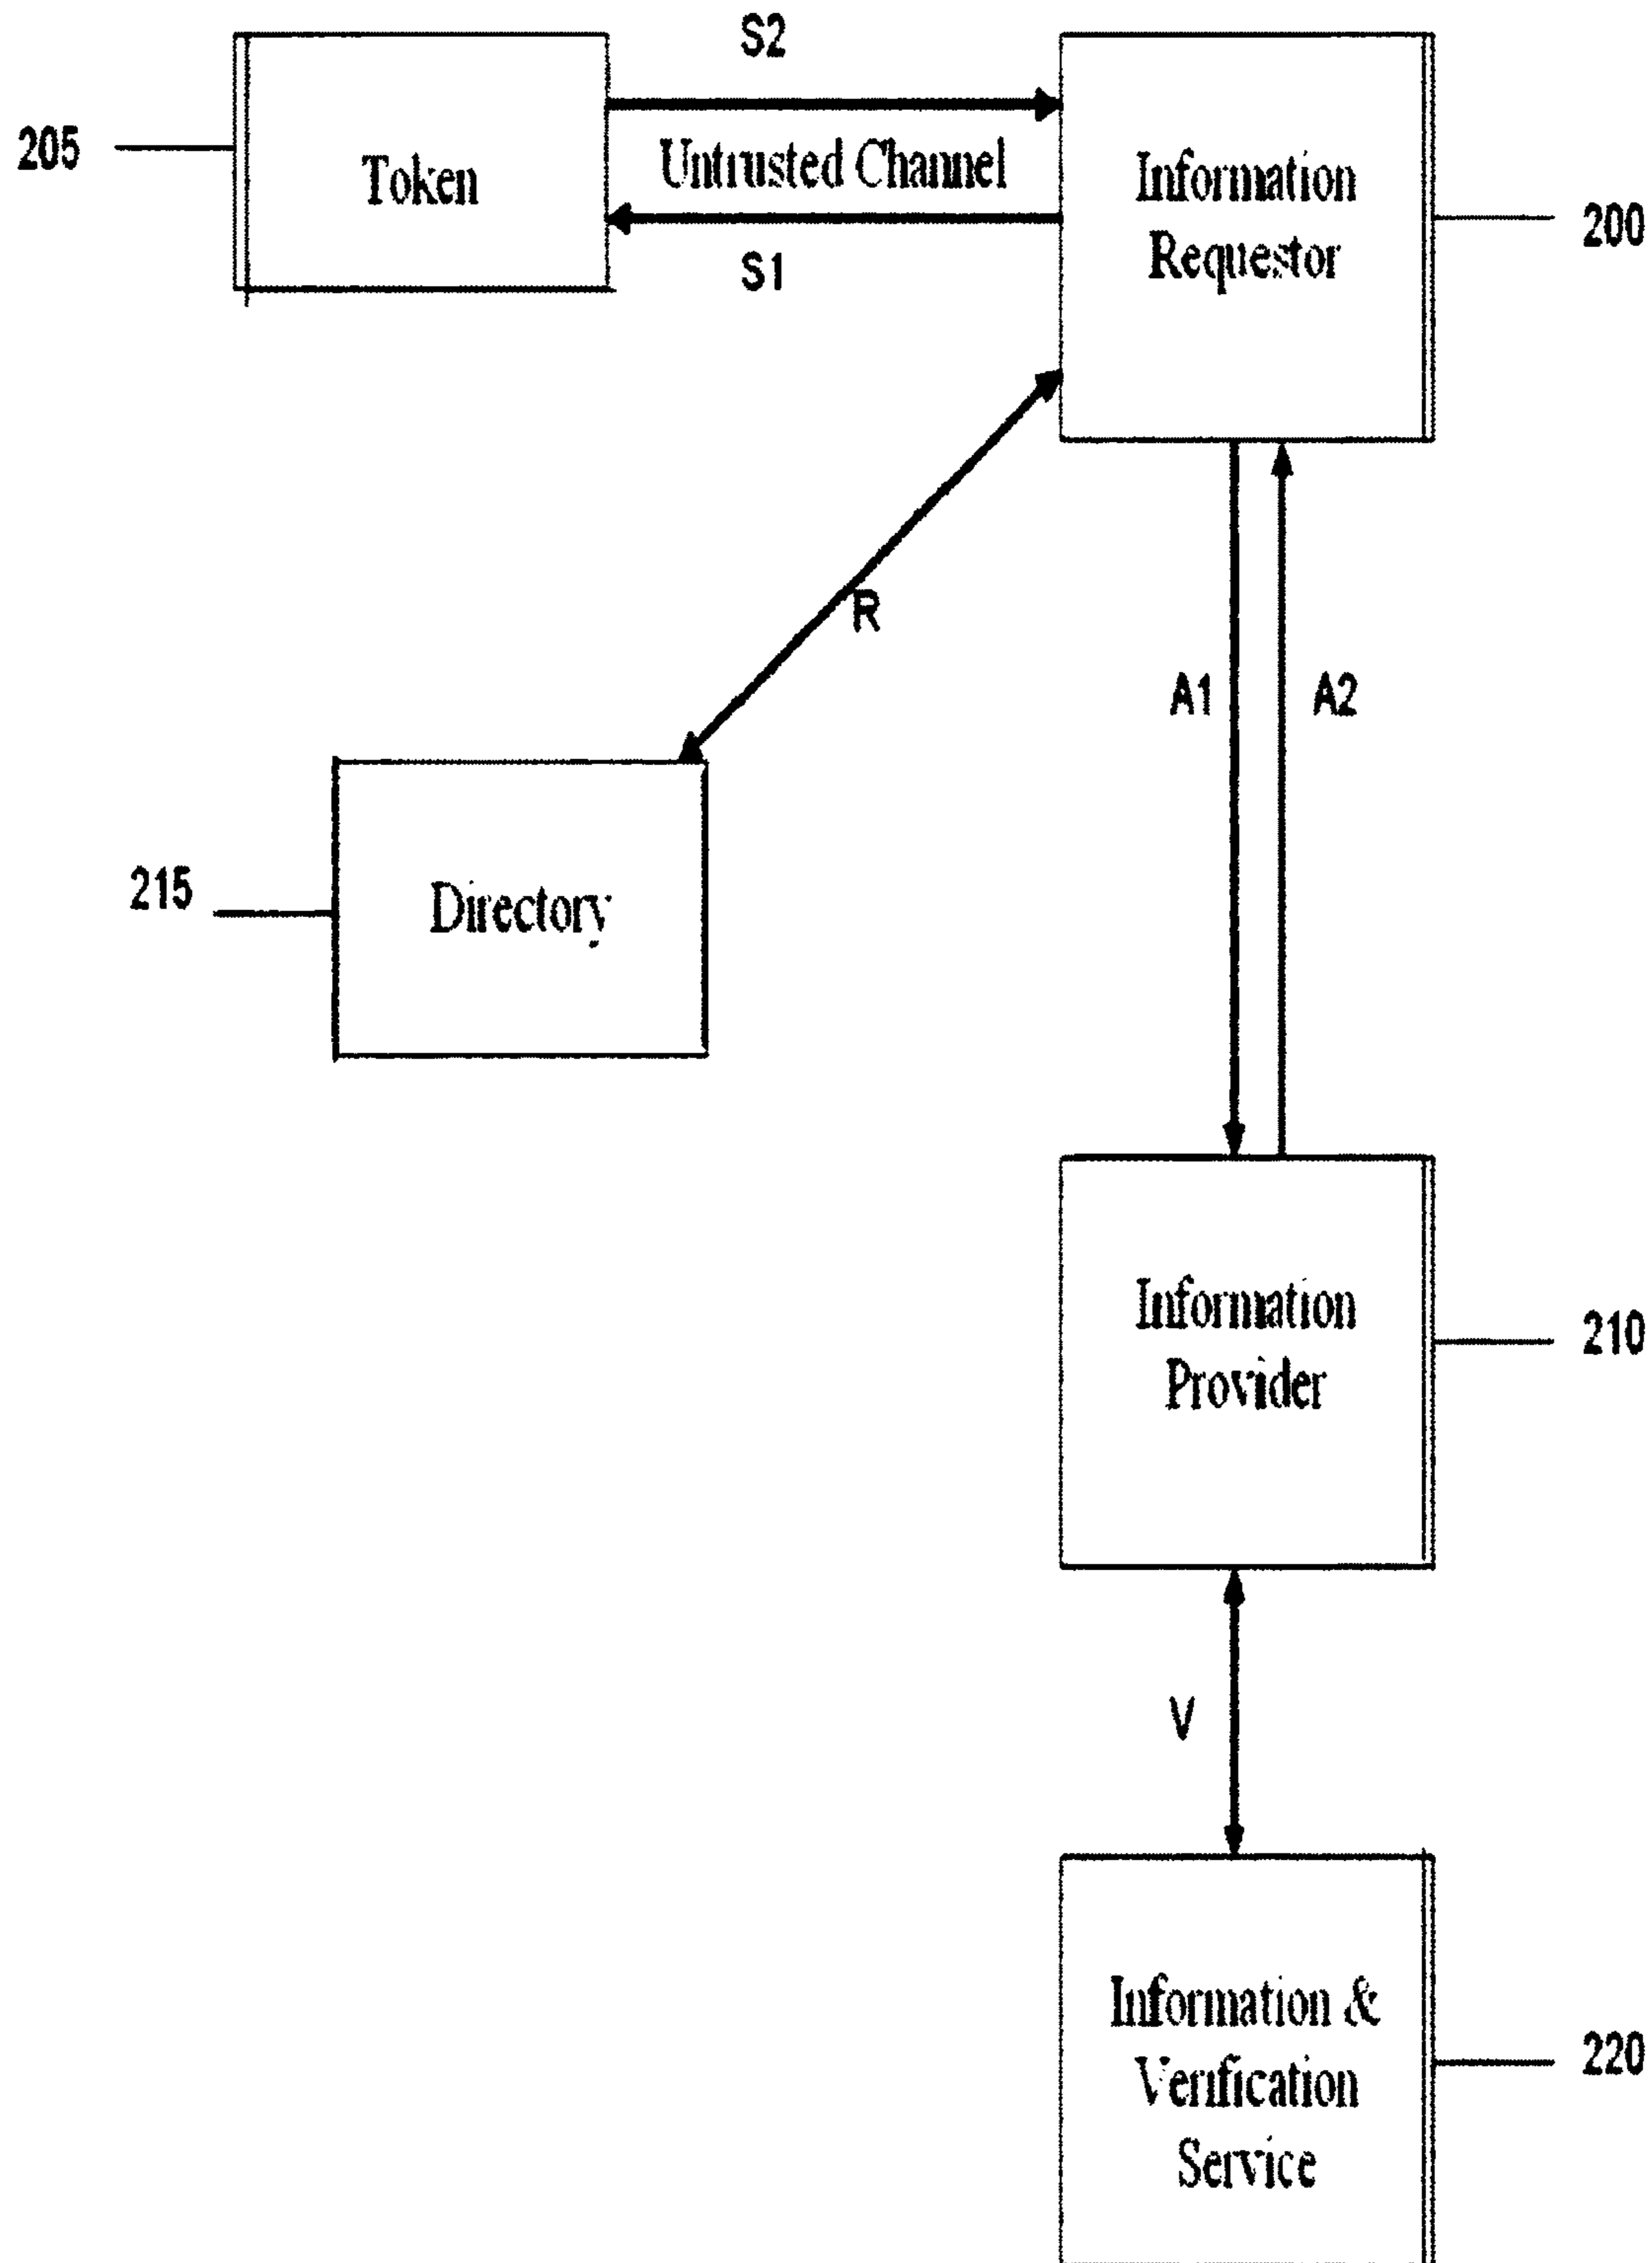 S2
205
Token
Untrusted Channel
Information
Requestor
200
S1
R
A1
A2
215
Directory
Information
Provider
210
V
Information &
Verification
Service
220